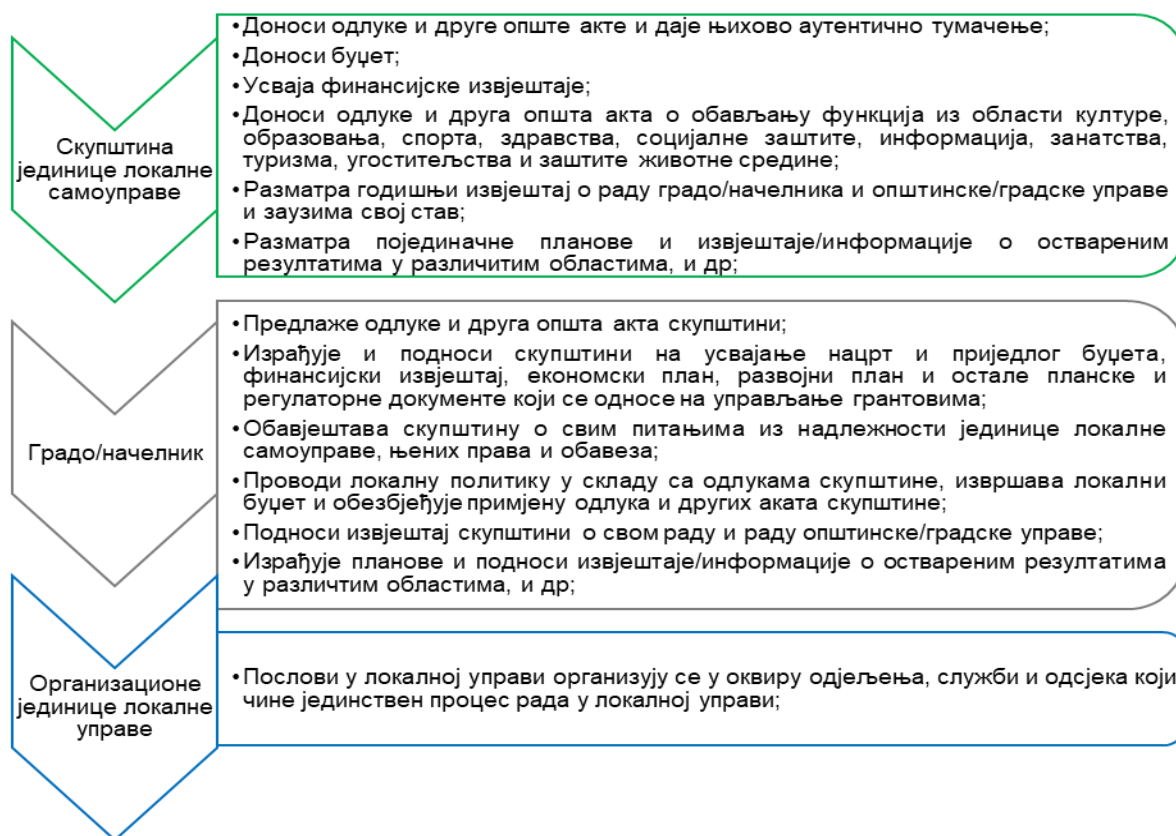 •Доноси одлуке и друге опште акте и даје њихово аутентично тумачење;
•Доноси буџет;
•Усваја финансијске извјештаје;
•Доноси одлуке и друга општа акта о обављању функција из области културе,
образовања, спорта, здравства, социјалне заштите, информација, занатства,
туризма, угоститељства и заштите животне средине;
•Разматра годишњи извјештај о раду градо/начелника и општинске/градске управе
и заузима свој став;
•Разматра појединачне планове и извјештаје/информације о оствареним
резултатима у различитим областима, и др;
Скупштина
јединице локалне
самоуправе
•Предлаже одлуке и друга општа акта скупштини;
•Израђује и подноси скупштини на усвајање нацрт и приједлог буџета,
финансијски извјештај, економски план, развојни план и остале планске и
регулаторне документе који се односе на управљање грантовима;
•Обавјештава скупштину о свим питањима из надлежности јединице локалне
самоуправе, њених права и обавеза;
•Проводи локалну политику у складу са одлукама скупштине, извршава локални
буџет и обезбјеђује примјену одлука и других аката скупштине;
•Подноси извјештај скупштини о свом раду и раду општинске/градске управе;
•Израђује планове и подноси извјештаје/информације о оствареним резултатима
у различтим областима, и др;
Градо/начелник
•Послови у локалној управи организују се у оквиру одјељења, служби и одсјека који
чине јединствен процес рада у локалној управи;
Организационе
јединице локалне
управе